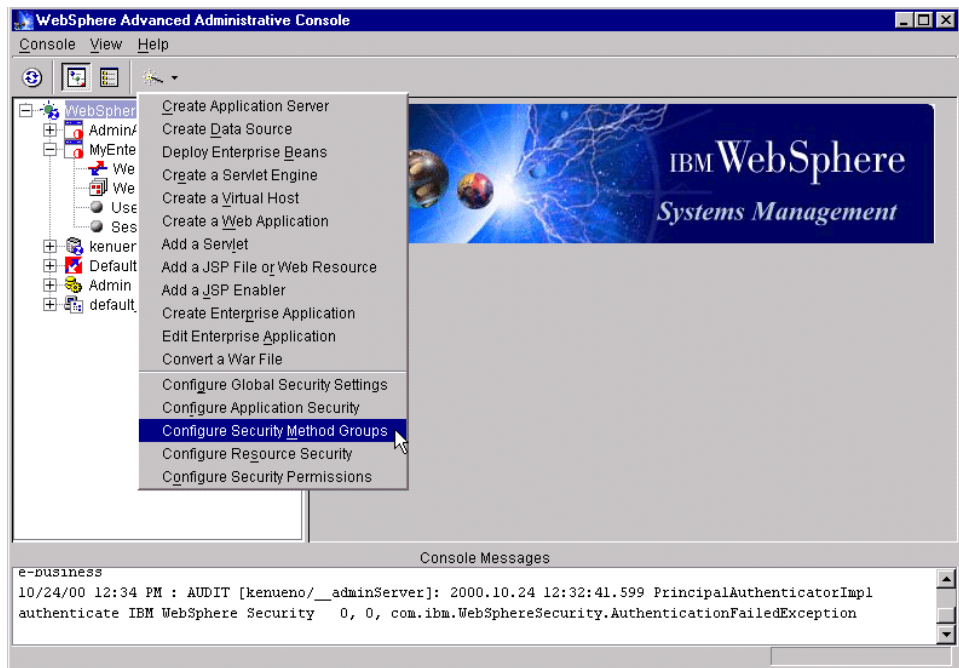 WebSphere Advanced Administrative Console
Console View Help
WebSpher
AdminA
MyEnte
We
We
Use
Ses
kenuer
Default
Admin
default_
Create Application Server
Create Data Source
Deploy Enterprise Beans
Create a Servlet Engine
Create a Virtual Host
Create a Web Application
Add a Servlet
Add a JSP File or Web Resource
Add a JSP Enabler
Create Enterprise Application
Edit Enterprise Application
Convert a War File
Configure Global Security Settings
Configure Application Security
Configure Security Method Groups
Configure Resource Security
Configure Security Permissions
IBM WebSphere
Systems Management
Console Messages
e-business
10/24/00 12:34 PM : AUDIT [kenueno/__adminServer]: 2000.10.24 12:32:41.599 PrincipalAuthenticatorImpl
authenticate IBM WebSphere Security 0, 0, com.ibm.WebSphereSecurity.AuthenticationFailedException